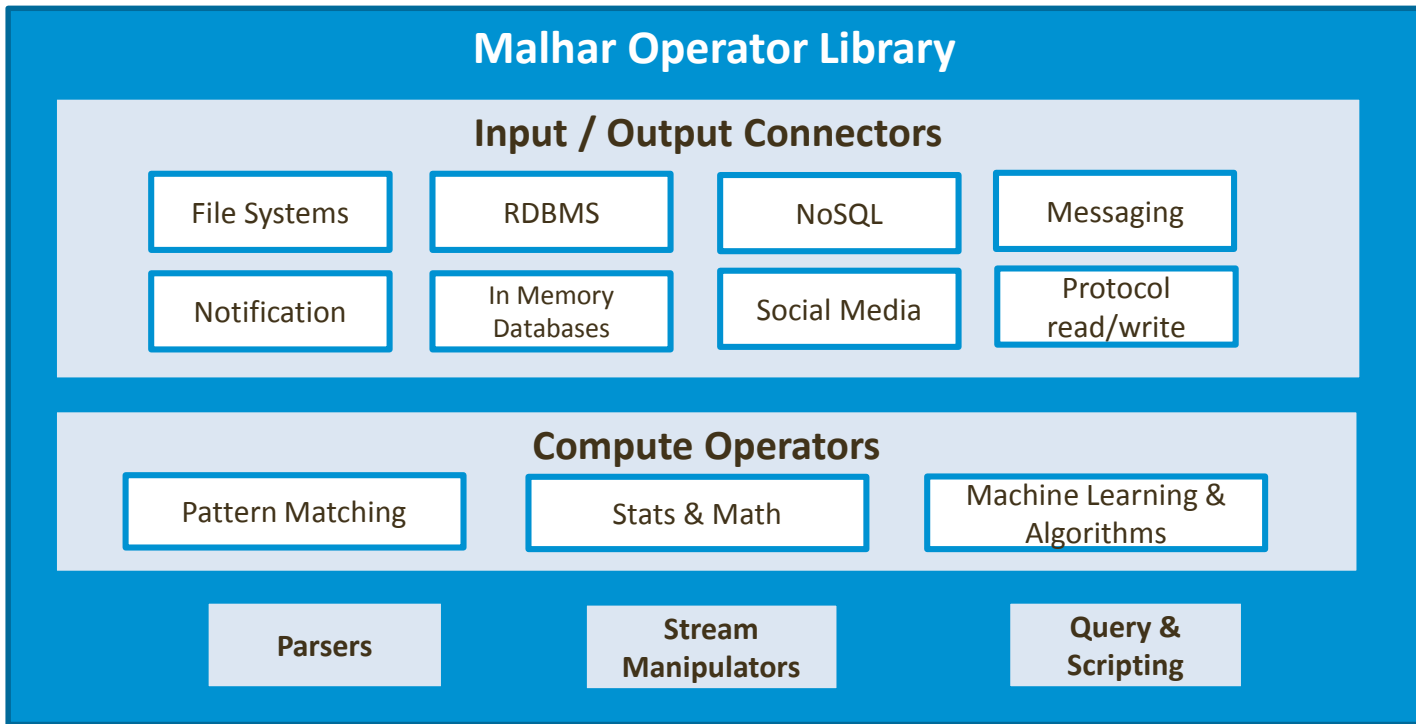 Malhar Operator Library
Input / Output Connectors
File Systems
RDBMS
NoSQL
Messaging
Notification
In Memory
Databases
Social Media
Protocol
read/write
Compute Operators
Pattern Matching
Stats & Math
Machine Learning &
Algorithms
Parsers
Stream
Manipulators
Query &
Scripting